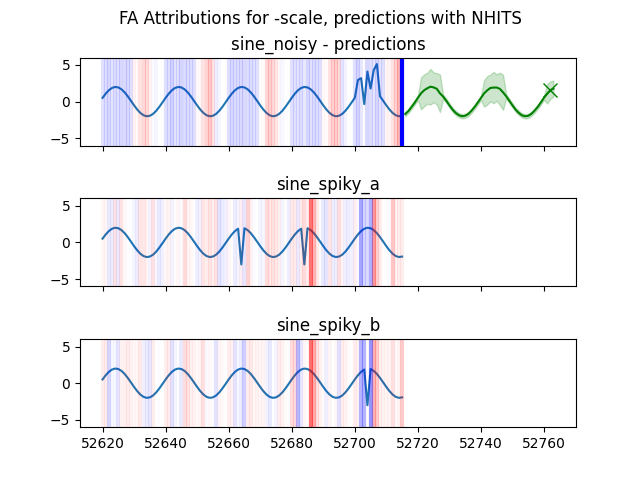 FA Attributions for -scale, predictions with NHITS
sine_noisy - predictions
5
0
−5
sine_spiky_a
5
0
−5
sine_spiky_b
5
0
−5
52620 52640 52660 52680 52700 52720 52740 52760